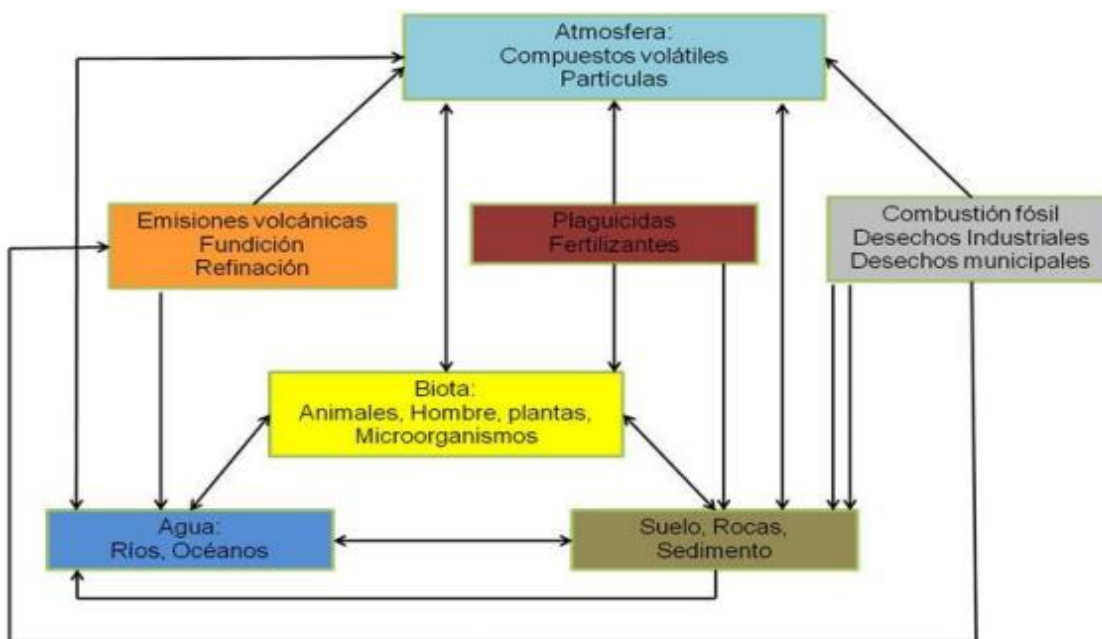 Atmosfera:
Compuestos volátiles
Partículas
Emisiones volcánicas
Fundición
Refinación
Plaguicidas
Fertilizantes
Combustión fósil
Desechos Industriales
Desechos municipales
Biota:
Animales, Hombre, plantas,
Microorganismos
Agua:
Ríos, Océanos
Suelo, Rocas,
Sedimento